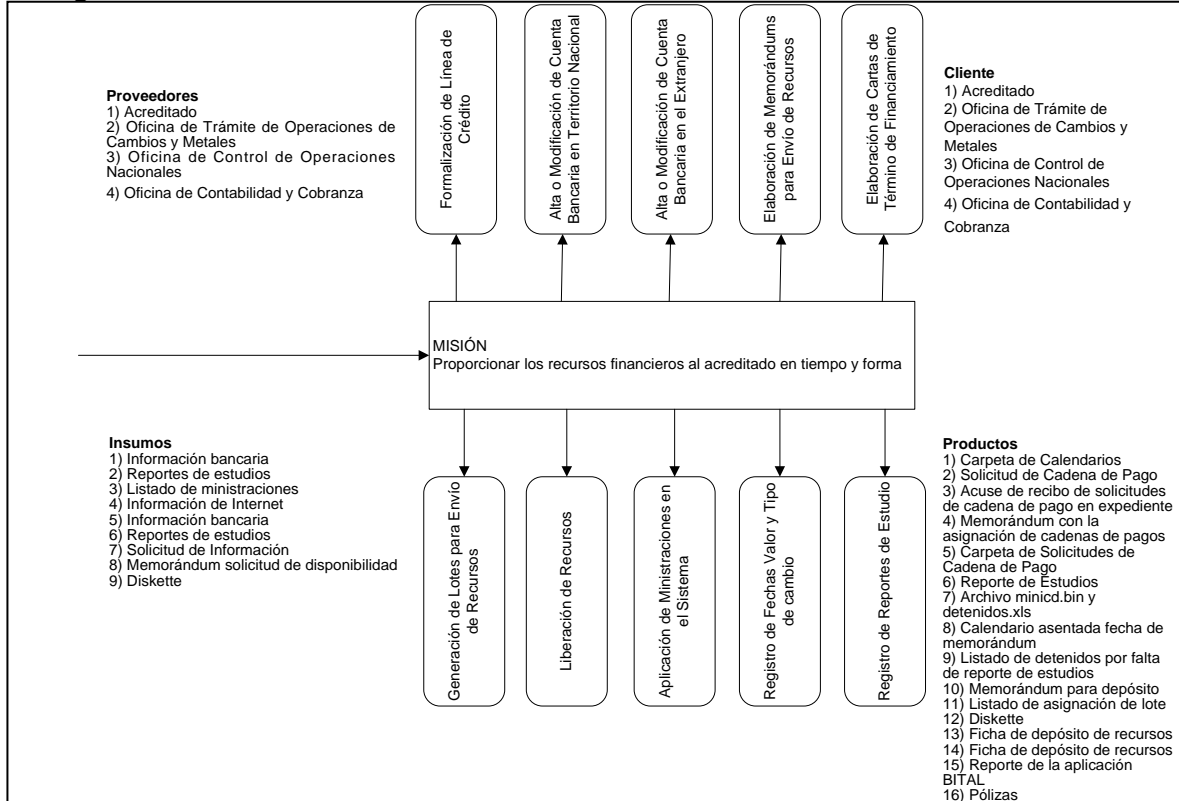 Proveedores
1) Acreditado
2) Oficina de Trámite de Operaciones de
Cambios y Metales
3) Oficina de Control de Operaciones
Nacionales
4) Oficina de Contabilidad y Cobranza
Formalización de Línea de
Crédito
Alta o Modificación de Cuenta
Bancaria en Territorio Nacional
Alta o Modificación de Cuenta
Bancaria en el Extranjero
Elaboración de Memorándums
para Envío de Recursos
Elaboración de Cartas de
Término de Financiamiento
Cliente
1) Acreditado
2) Oficina de Trámite de
Operaciones de Cambios y
Metales
3) Oficina de Control de
Operaciones Nacionales
4) Oficina de Contabilidad y
Cobranza
MISIÓN
Proporcionar los recursos financieros al acreditado en tiempo y forma
Insumos
1) Información bancaria
2) Reportes de estudios
3) Listado de ministraciones
4) Información de Internet
5) Información bancaria
6) Reportes de estudios
7) Solicitud de Información
8) Memorándum solicitud de disponibilidad
9) Diskette
Generación de Lotes para Envío
de Recursos
Liberación de Recursos
Aplicación de Ministraciones en
el Sistema
Registro de Fechas Valor y Tipo
de cambio
Registro de Reportes de Estudio
Productos
1) Carpeta de Calendarios
2) Solicitud de Cadena de Pago
3) Acuse de recibo de solicitudes
de cadena de pago en expediente
4) Memorándum con la
asignación de cadenas de pagos
5) Carpeta de Solicitudes de
Cadena de Pago
6) Reporte de Estudios
7) Archivo minicd.bin y
detenidos.xls
8) Calendario asentada fecha de
memorándum
9) Listado de detenidos por falta
de reporte de estudios
10) Memorándum para depósito
11) Listado de asignación de lote
12) Diskette
13) Ficha de depósito de recursos
14) Ficha de depósito de recursos
15) Reporte de la aplicación
BITAL
16) Pólizas